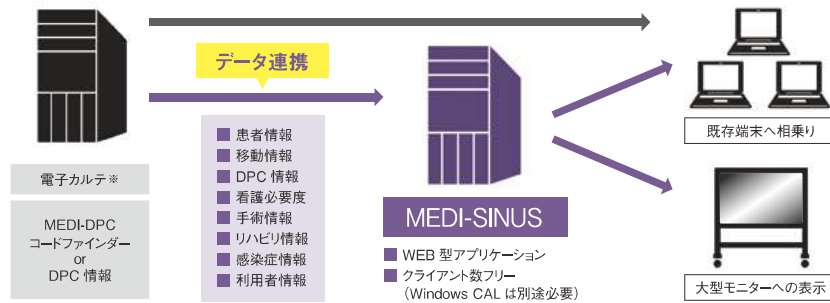 データ連携
患者情報
移動情報
DPC 情報
看護必要度
手術情報
リハビリ情報
感染症情報
利用者情報
電子カルテ※
MEDI-DPC
コードファインダー
or
DPC 情報
MEDI-SINUS
WEB 型アプリケーション
クライアント数フリー
(Windows CAL は別途必要)
既存端末へ相乗り
大型モニターへの表示